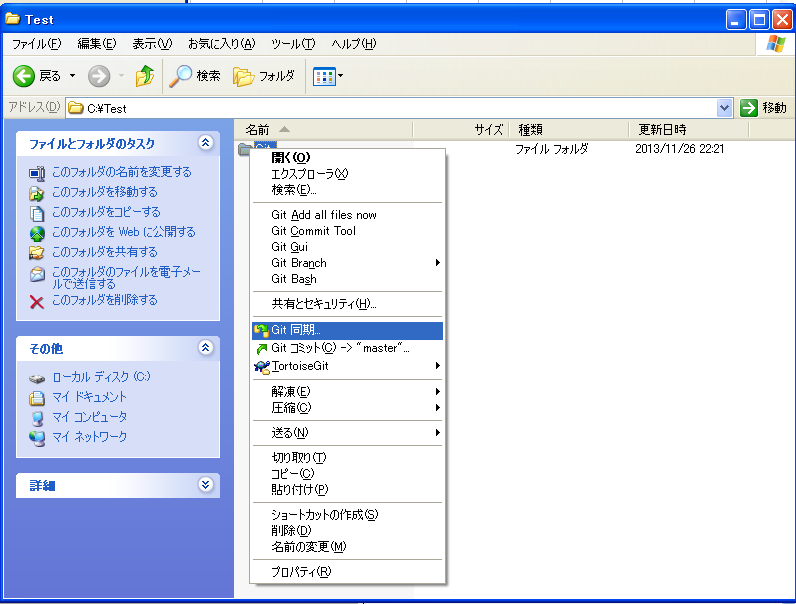 Test
ファイル(F) 編集(E) 表示(V) お気に入り(A) ツール(T) ヘルプ(H)
戻る 検索 フォルダ
アドレス(D) C:¥Test 移動
ファイルとフォルダのタスク
このフォルダの名前を変更する
このフォルダを移動する
このフォルダをコピーする
このフォルダを Web に公開する
このフォルダを共有する
このフォルダのファイルを電子メー
ルで送信する
このフォルダを削除する
その他
ローカル ディスク (C:)
マイ ドキュメント
マイ コンピュータ
マイ ネットワーク
詳細
名前 サイズ 種類 更新日時
Git ファイル フォルダ 2013/11/26 22:21
開く(O)
エクスプローラ(X)
検索(E)...
Git Add all files now
Git Commit Tool
Git Gui
Git Branch
Git Bash
共有とセキュリティ(H)...
Git 同期...
Git コミット(C) -> "master"...
TortoiseGit
解凍(E)
圧縮(C)
送る(N)
切り取り(T)
コピー(C)
貼り付け(P)
ショートカットの作成(S)
削除(D)
名前の変更(M)
プロパティ(R)